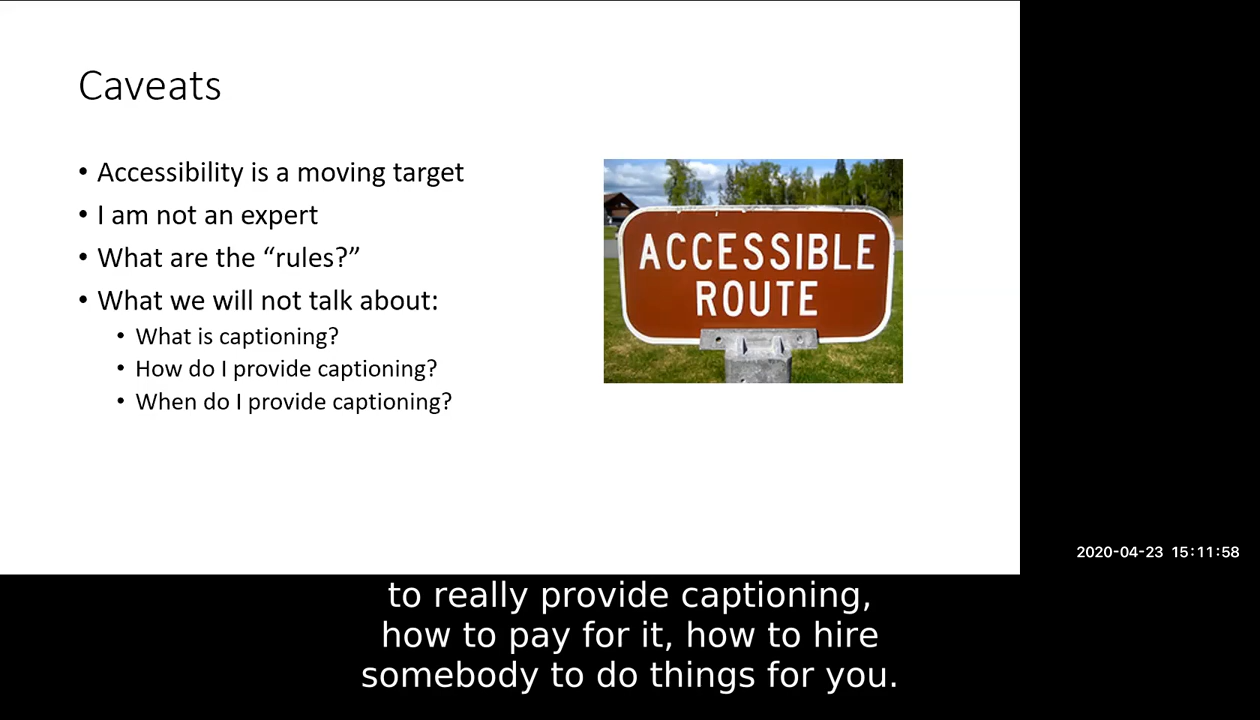 Caveats
• Accessibility is a moving target
• I am not an expert
• What are the “rules?”
• What we will not talk about:
• What is captioning?
• How do I provide captioning?
• When do I provide captioning?
ACCESSIBLE
ROUTE
2020-04-23 15:11:58
to really provide captioning,
how to pay for it, how to hire
somebody to do things for you.